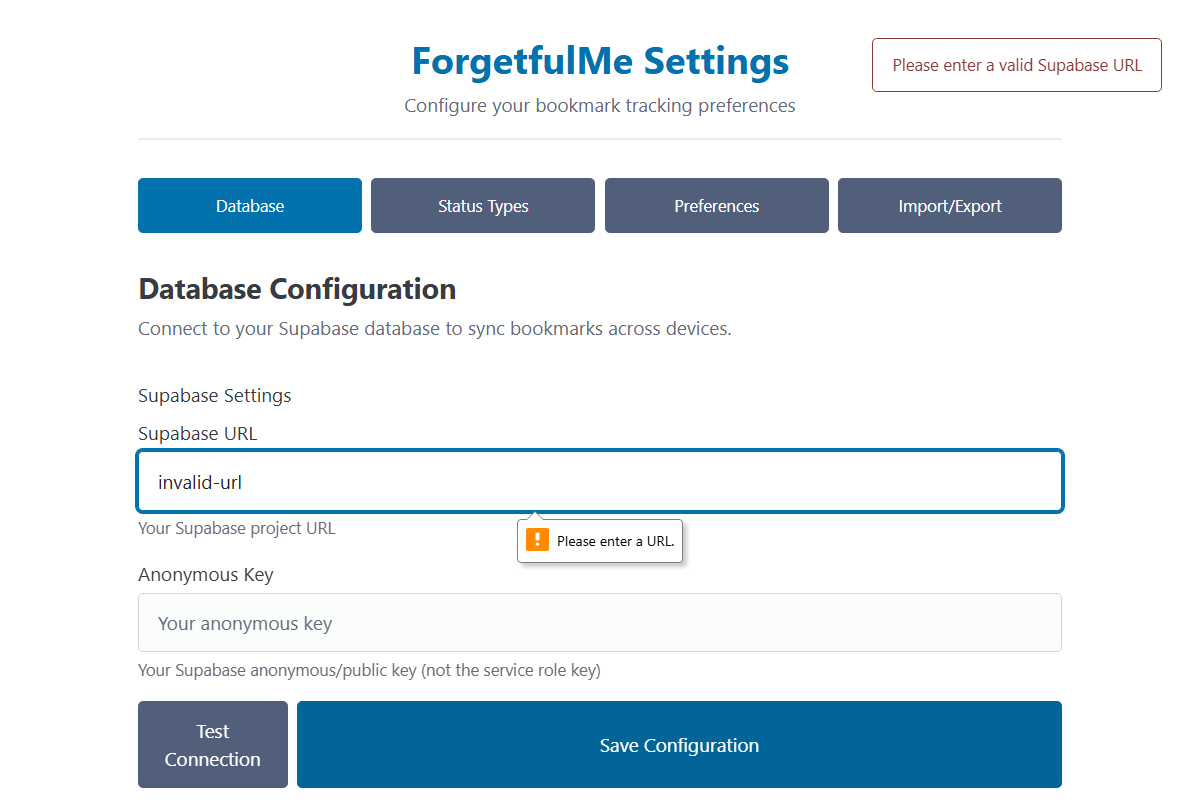 ForgetfulMe Settings
Configure your bookmark tracking preferences
Please enter a valid Supabase URL
Database
Status Types
Preferences
Import/Export
Database Configuration
Connect to your Supabase database to sync bookmarks across devices.
Supabase Settings
Supabase URL
invalid-url
Your Supabase project URL
Please enter a URL.
Anonymous Key
Your anonymous key
Your Supabase anonymous/public key (not the service role key)
Test
Connection
Save Configuration